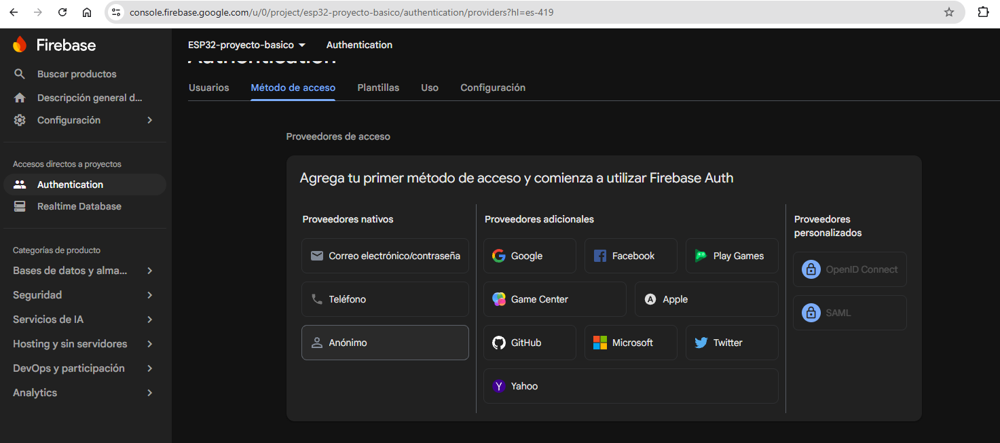 console.firebase.google.com/u/0/project/esp32-proyecto-basico/authentication/providers?hl=es-419
Firebase
ESP32-proyecto-basico
Authentication
Authentication
Buscar productos
Descripción general d...
Configuración
Accesos directos a proyectos
Authentication
Realtime Database
Categorías de producto
Bases de datos y alma...
Seguridad
Servicios de IA
Hosting y sin servidores
DevOps y participación
Analytics
Usuarios
Método de acceso
Plantillas
Uso
Configuración
Proveedores de acceso
Agrega tu primer método de acceso y comienza a utilizar Firebase Auth
Proveedores nativos
Correo electrónico/contraseña
Teléfono
Anónimo
Proveedores adicionales
Google
Facebook
Play Games
Game Center
Apple
GitHub
Microsoft
Twitter
Yahoo
Proveedores
personalizados
OpenID Connect
SAML